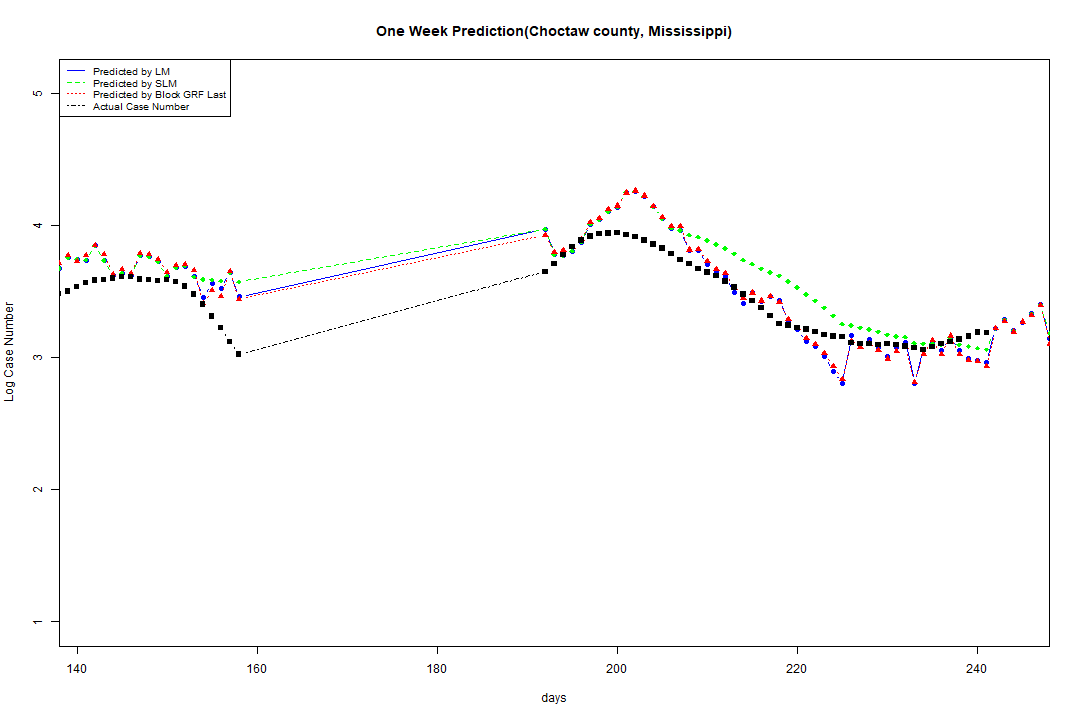 One Week Prediction(Choctaw county, Mississippi)
Predicted by LM
Predicted by SLM
Predicted by Block GRF Last
Actual Case Number
5
4
3
2
1
Log Case Number
140 160 180 200 220 240
days